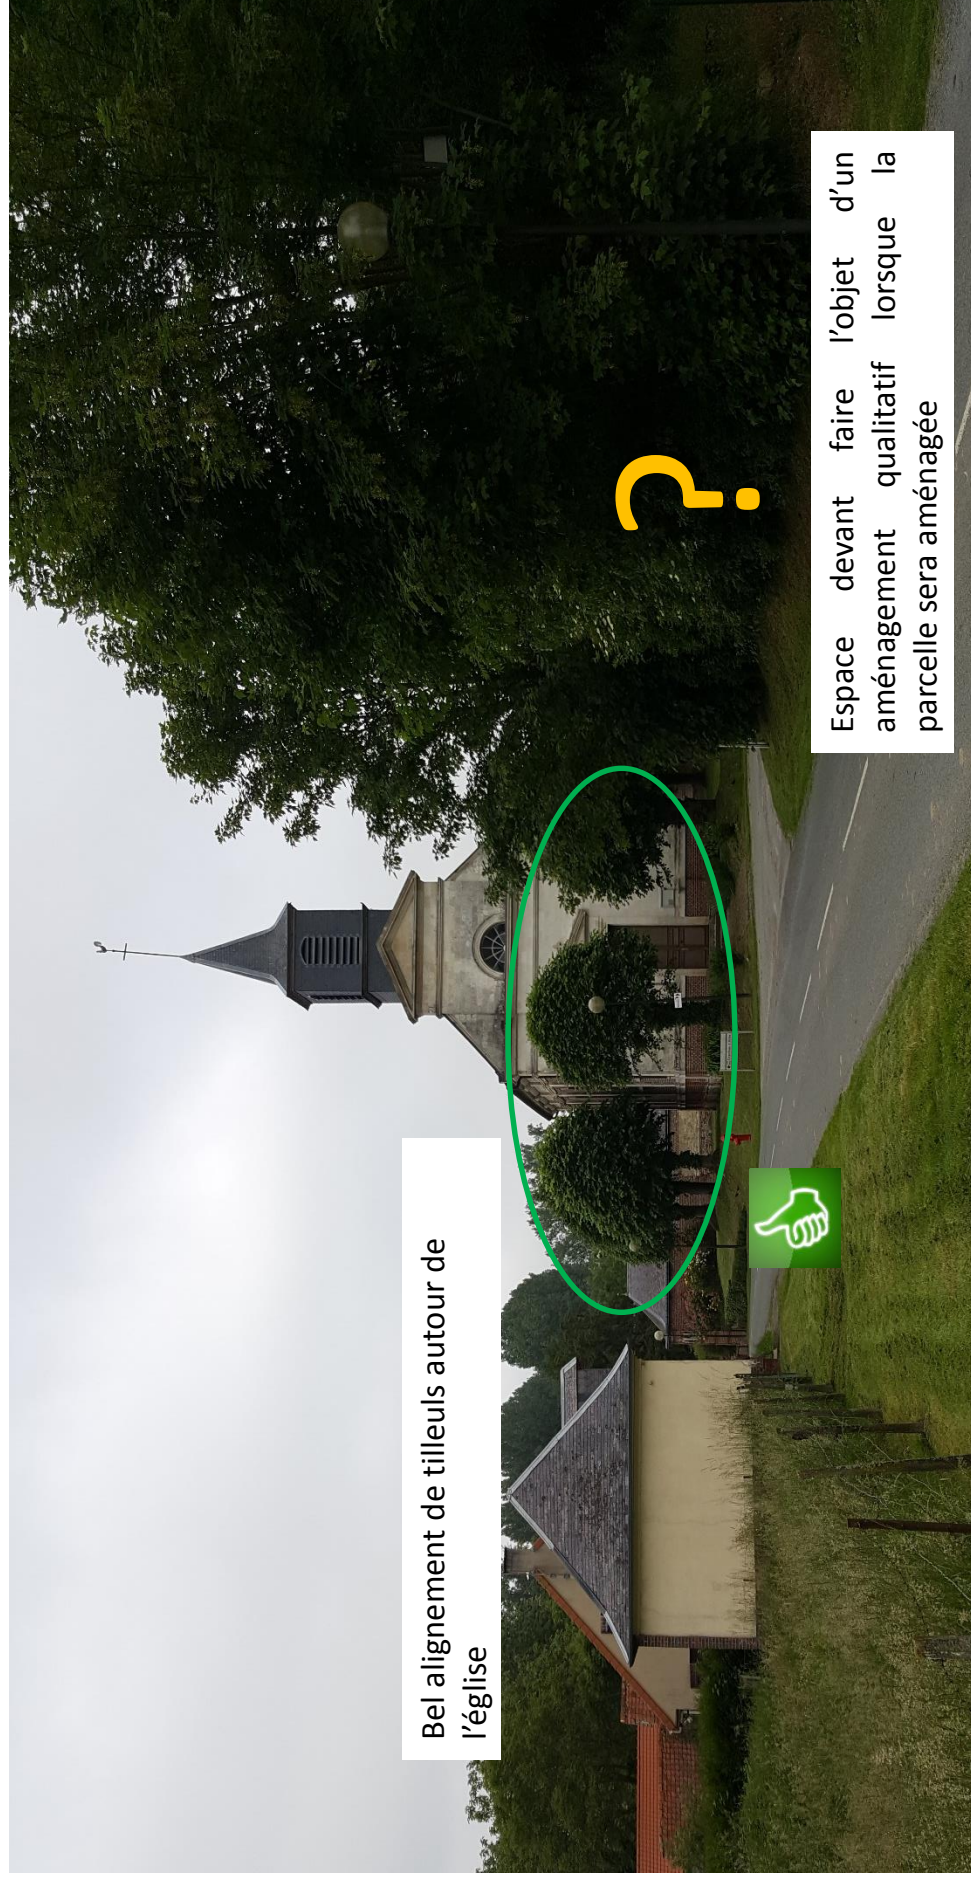 Bel alignement de tilleuls autour de
l'église
?
Espace devant faire l'objet d'un
aménagement qualitatif lorsque la
parcelle sera aménagée